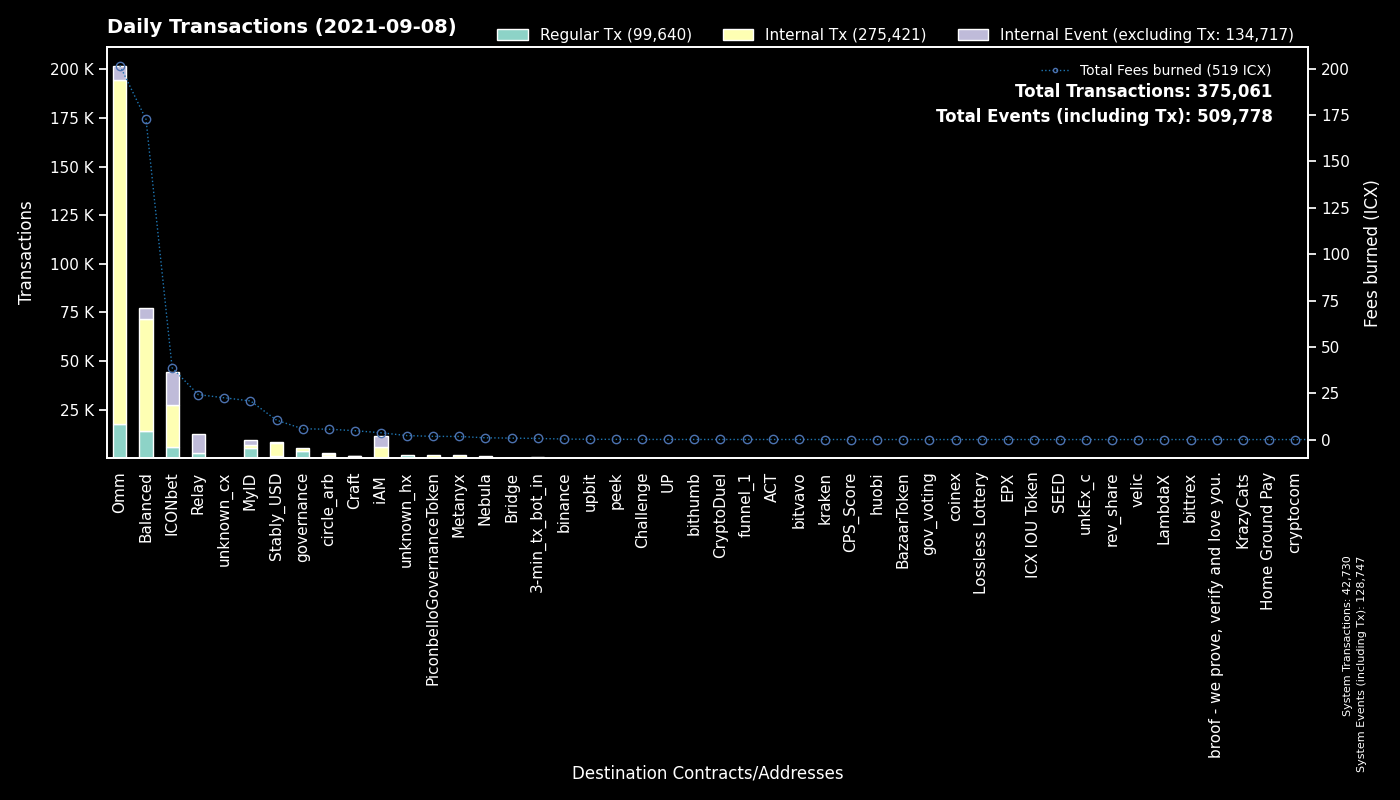 Daily Transactions (2021-09-08)
Regular Tx (99,640)
Internal Tx (275,421)
Internal Event (excluding Tx: 134,717)
Total Fees burned (519 ICX)
Total Transactions: 375,061
Total Events (including Tx): 509,778
Transactions
200 K
175 K
150 K
125 K
100 K
75 K
50 K
25 K
200
175
150
125
100
75
50
25
0
Fees burned (ICX)
Omm
Balanced
ICONbet
Relay
unknown_cx
MyID
Stably_USD
governance
circle_arb
Craft
iAM
unknown_hx
PiconbelloGovernanceToken
Metanyx
Nebula
Bridge
3-min_tx_bot_in
binance
upbit
peek
Challenge
UP
bithumb
CryptoDuel
funnel_1
ACT
bitvavo
kraken
CPS_Score
huobi
BazaarToken
gov_voting
coinex
Lossless Lottery
EPX
ICX IOU Token
SEED
unkEx_c
rev_share
velic
LambdaX
bittrex
broof - we prove, verify and love you.
KrazyCats
Home Ground Pay
cryptocom
Destination Contracts/Addresses
System Transactions: 42,730
System Events (including Tx): 128,747